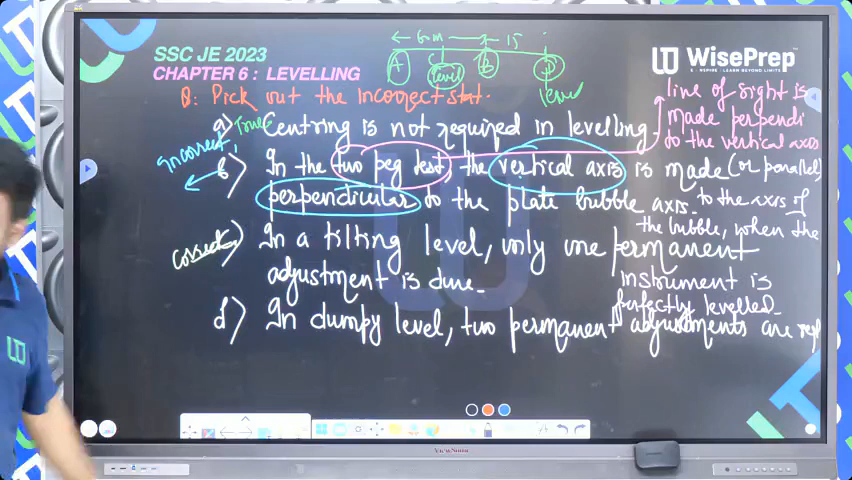 SSC JE 2023
CHAPTER 6 : LEVELLING
← 60m → 15
A level B
level
WisePrep
Q: Pick out the incorrect stat.
a) True Centring is not required in levelling
Incorrect
b) In the two peg test the vertical axis is made
perpendicular to the plate bubble axis.
line of sight is
made perpendi
to the vertical axis
(or parallel)
to the axis of
the bubble, when the
instrument is
perfectly levelled.
correct) In a tilting level, only one permanent
adjustment is done.
d) In dumpy level, two permanent adjustments are
ViewSonic